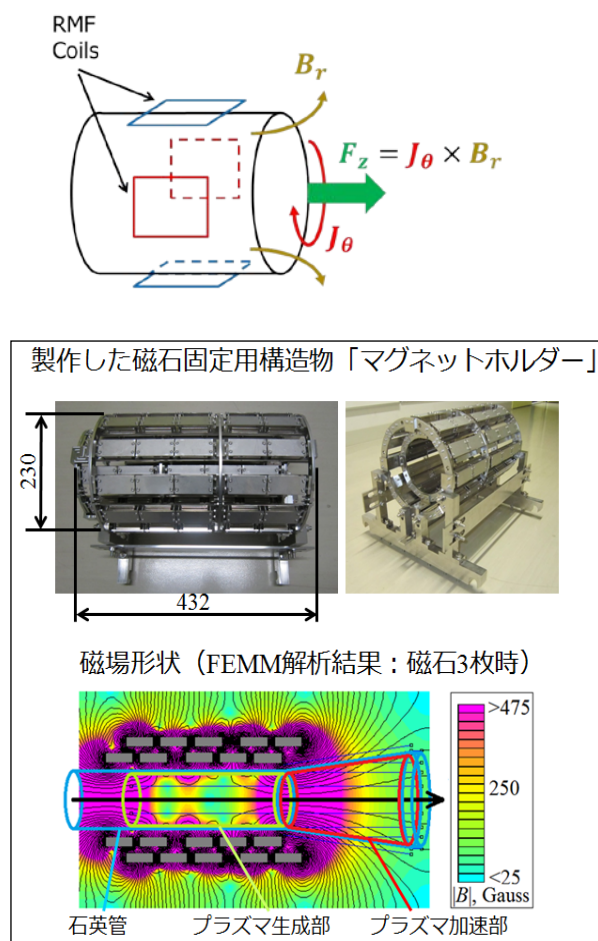 RMF
Coils
B_r
F_z = J_θ × B_r
J_θ
製作した磁石固定用構造物「マグネットホルダー」
230
432
磁場形状（FEMM解析結果：磁石3枚時）
>475
250
<25
|B|, Gauss
石英管
プラズマ生成部
プラズマ加速部